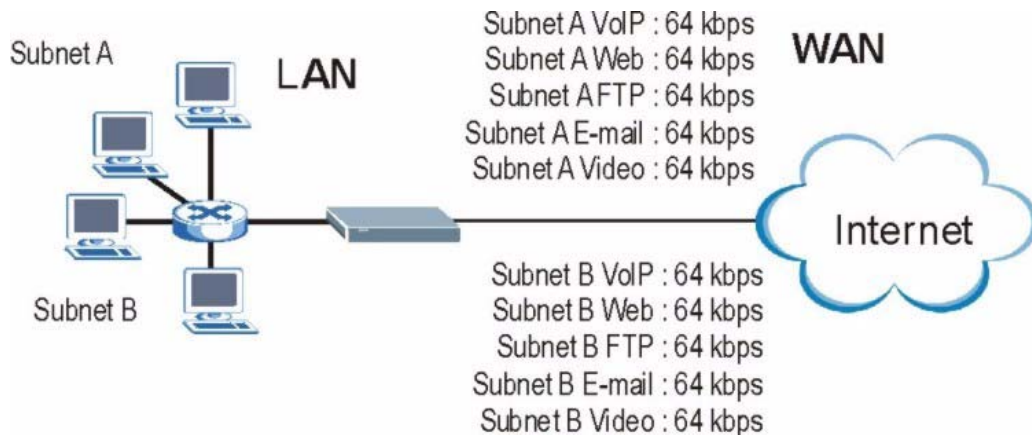 Subnet A
LAN
Subnet A VoIP : 64 kbps
Subnet A Web : 64 kbps
Subnet A FTP : 64 kbps
Subnet A E-mail : 64 kbps
Subnet A Video : 64 kbps
WAN
Internet
Subnet B
Subnet B VoIP : 64 kbps
Subnet B Web : 64 kbps
Subnet B FTP : 64 kbps
Subnet B E-mail : 64 kbps
Subnet B Video : 64 kbps